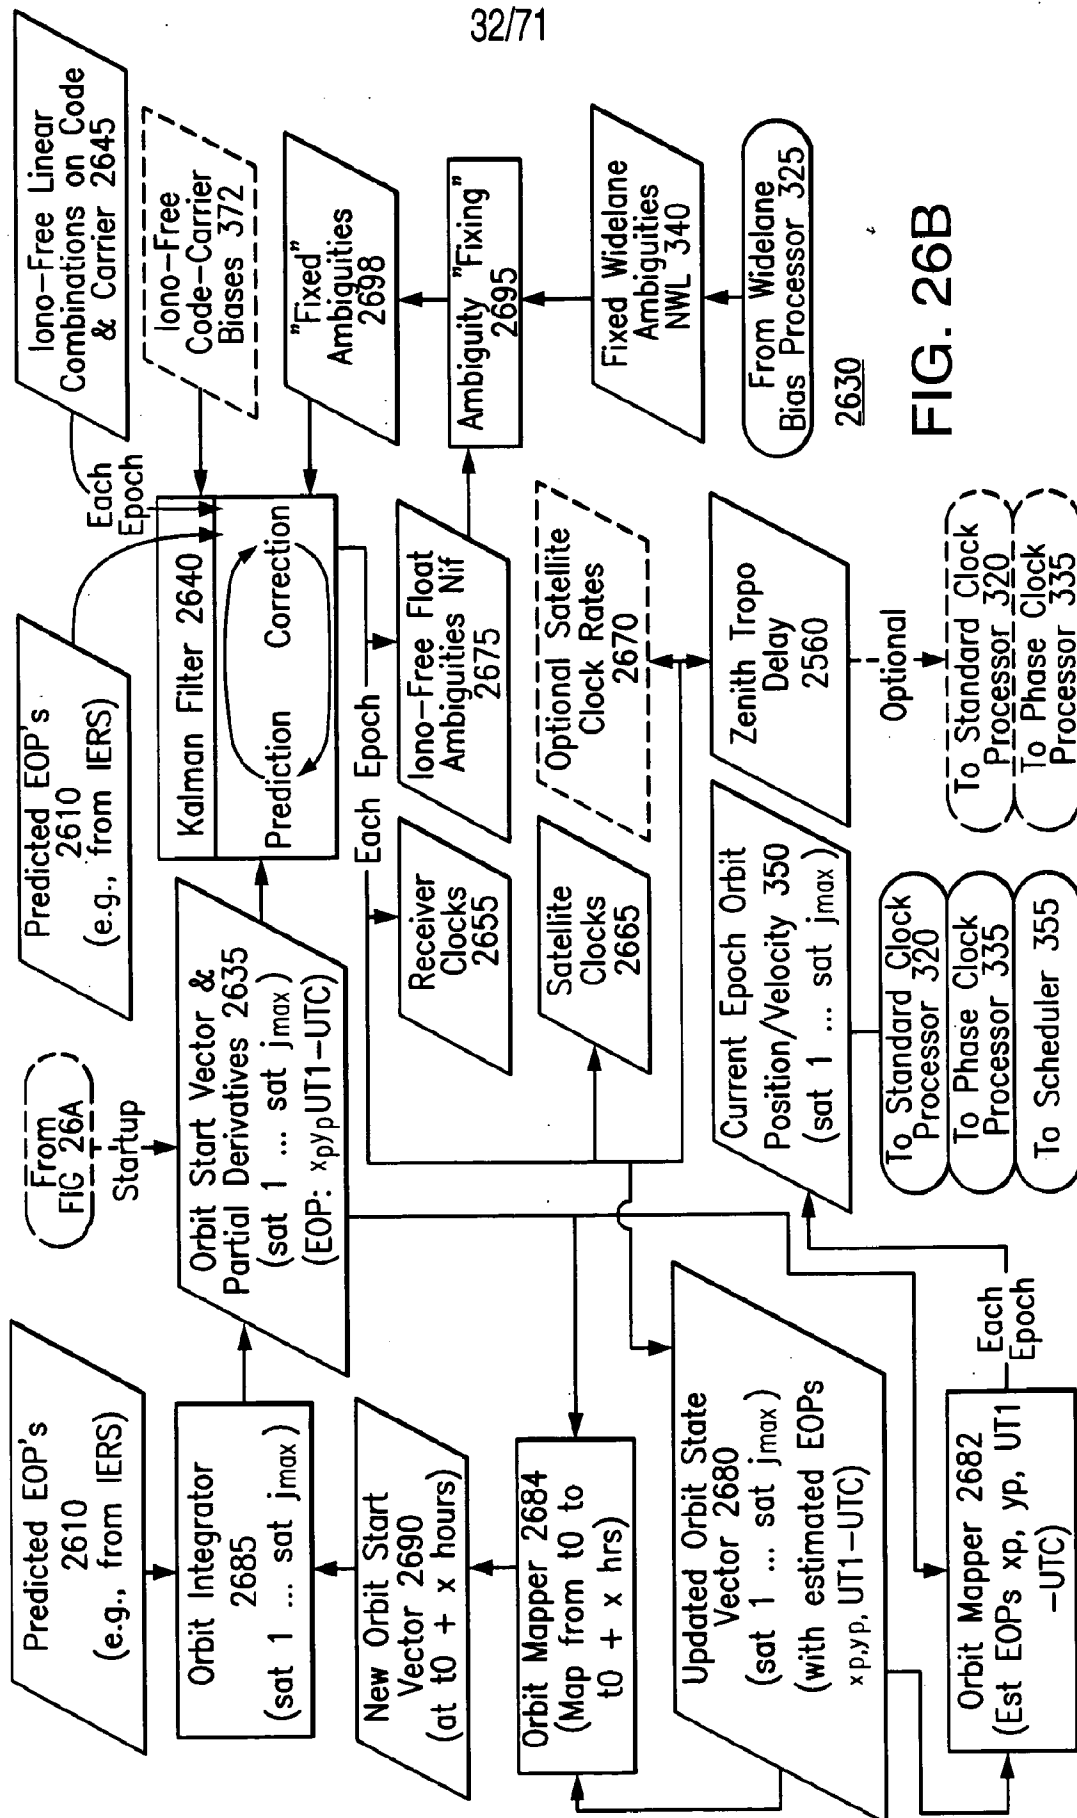 32/71
Predicted EOP's
2610
(e.g., from IERS)
Orbit Integrator
2685
(sat 1 ... sat jmax)
New Orbit Start
Vector 2690
(at t0 + x hours)
Orbit Mapper 2684
(Map from t0 to
t0 + x hrs)
Updated Orbit State
Vector 2680
(sat 1 ... sat jmax)
(with estimated EOPs
xp,yp, UT1-UTC)
Orbit Mapper 2682
(Est EOPs xp, yp, UT1
-UTC)
Each
Epoch
From
FIG 26A
Startup
Orbit Start Vector &
Partial Derivatives 2635
(sat 1 ... sat jmax)
(EOP: xpypUT1-UTC)
Predicted EOP's
2610
(e.g., from IERS)
Kalman Filter 2640
Prediction Correction
Each
Epoch
Each Epoch
Receiver
Clocks
2655
Satellite
Clocks
2665
Current Epoch Orbit
Position/Velocity 350
(sat 1 ... sat jmax)
To Standard Clock
Processor 320
To Phase Clock
Processor 335
To Scheduler 355
Iono-Free Linear
Combinations on Code
& Carrier 2645
Iono-Free
Code-Carrier
Biases 372
"Fixed"
Ambiguities
2698
Iono-Free Float
Ambiguities Nif
2675
Ambiguity "Fixing"
2695
Optional Satellite
Clock Rates
2670
Fixed Widelane
Ambiguities
NWL 340
Zenith Tropo
Delay
2560
From Widelane
Bias Processor 325
Optional
To Standard Clock
Processor 320
To Phase Clock
Processor 335
2630
FIG. 26B